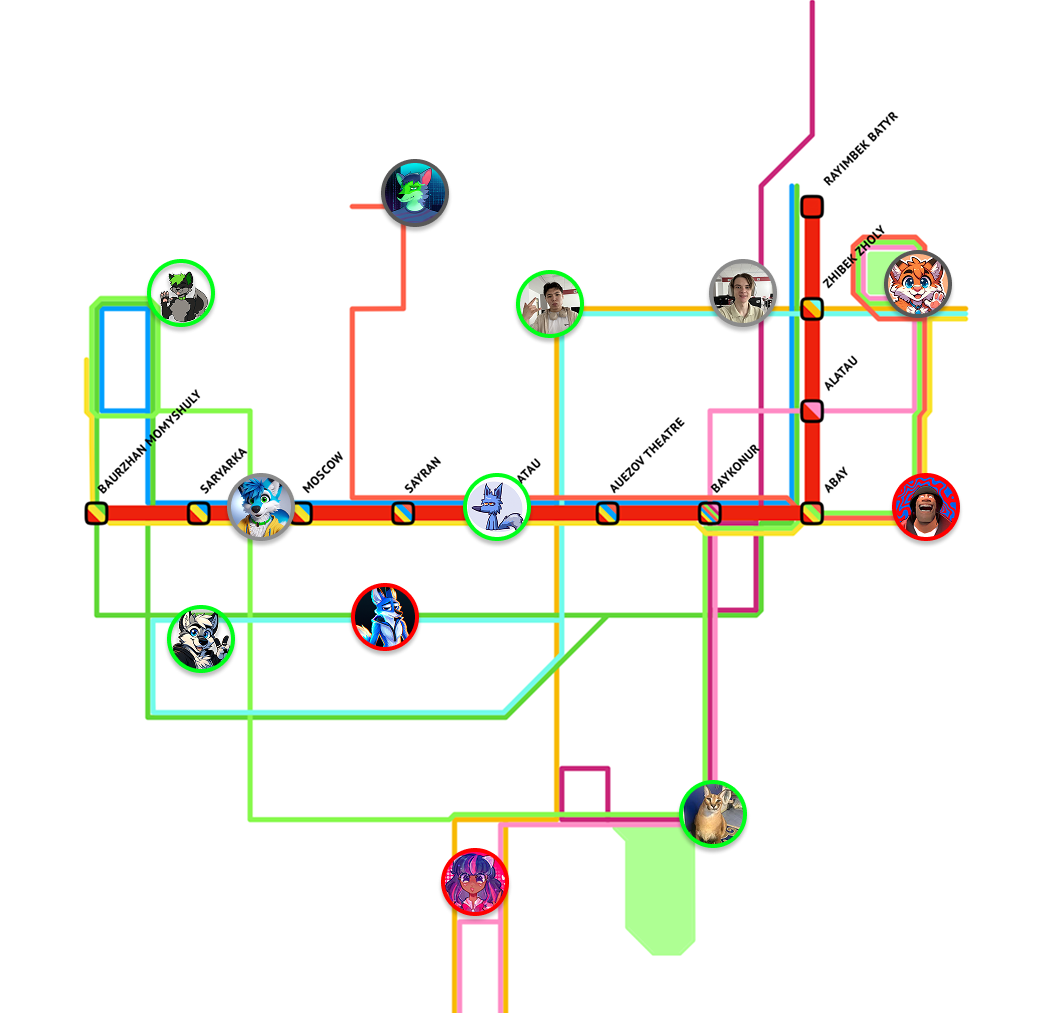 RAYIMBEK BATYR
ZHIBEK ZHOLY
ALATAU
BAURZHAN MOMYSHULY
SARYARKA
MOSCOW
SAYRAN
ATAU
AUEZOV THEATRE
BAYKONUR
ABAY